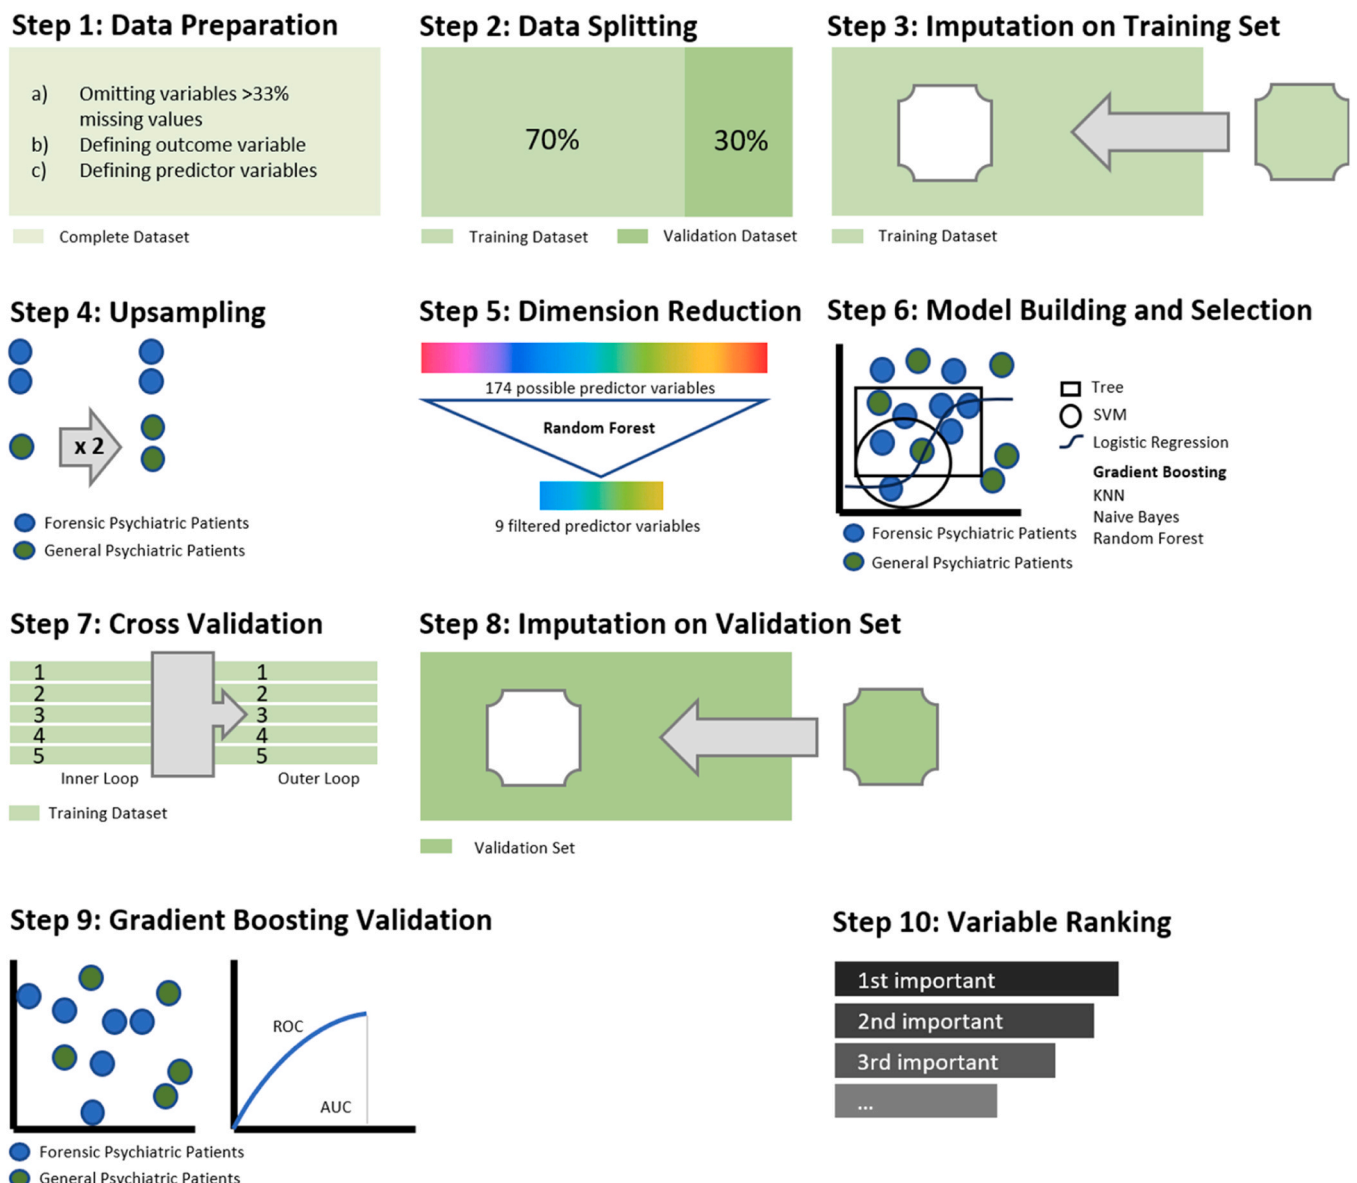 Step 1: Data Preparation
a) Omitting variables >33%
missing values
b) Defining outcome variable
c) Defining predictor variables
Complete Dataset
Step 2: Data Splitting
70%
30%
Training Dataset
Validation Dataset
Step 3: Imputation on Training Set
Training Dataset
Step 4: Upsampling
x 2
Forensic Psychiatric Patients
General Psychiatric Patients
Step 5: Dimension Reduction
174 possible predictor variables
Random Forest
9 filtered predictor variables
Step 6: Model Building and Selection
Tree
SVM
Logistic Regression
Gradient Boosting
KNN
Naive Bayes
Random Forest
Forensic Psychiatric Patients
General Psychiatric Patients
Step 7: Cross Validation
1 1
2 2
3 3
4 4
5 5
Inner Loop
Outer Loop
Training Dataset
Step 8: Imputation on Validation Set
Validation Set
Step 9: Gradient Boosting Validation
ROC
AUC
Forensic Psychiatric Patients
General Psychiatric Patients
Step 10: Variable Ranking
1st important
2nd important
3rd important
...